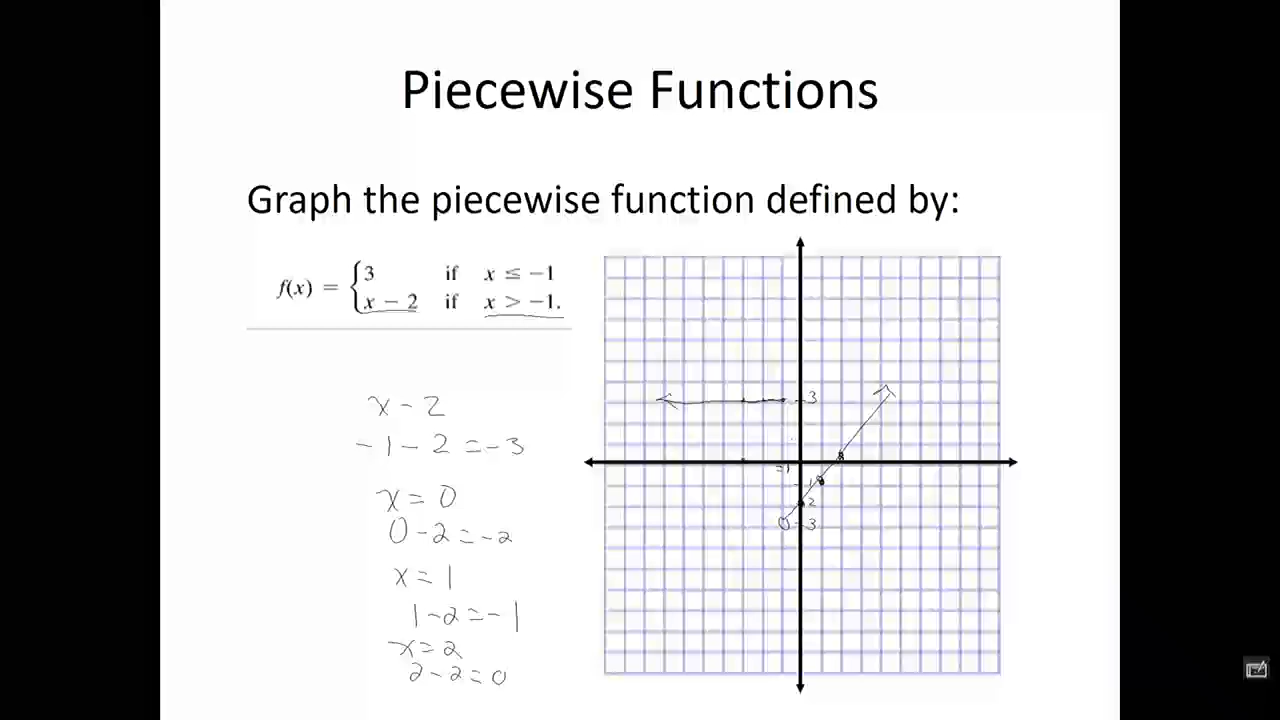 Piecewise Functions
Graph the piecewise function defined by:
f(x) = { 3 if x ≤ −1
x − 2 if x > −1.
x - 2
-1 - 2 = -3
x = 0
0 - 2 = -2
x = 1
1 - 2 = -1
x = 2
2 - 2 = 0
3
-1
-1
2
-3